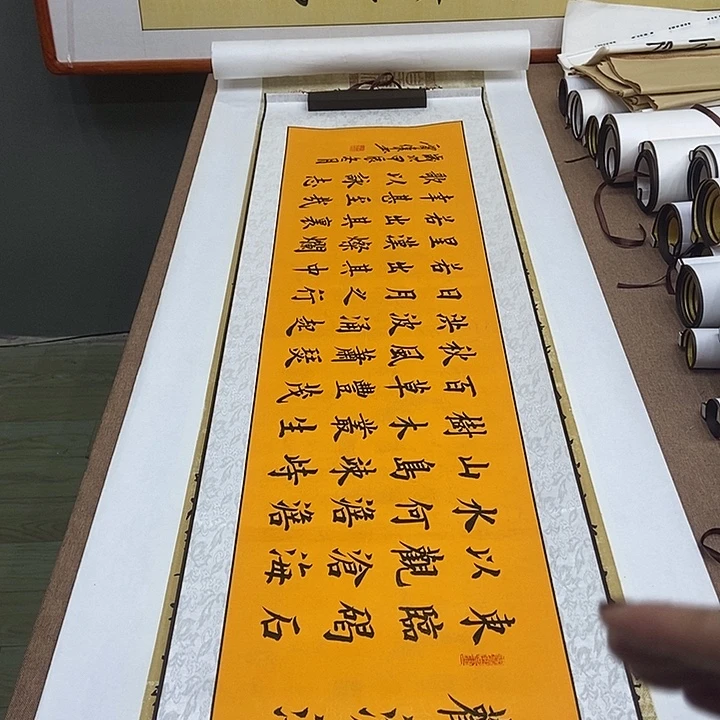 東臨碣石
以觀滄海
水何澹澹
山島竦峙
樹木叢生
百草豐茂
秋風蕭瑟
洪波涌起
日月之行
若出其中
星漢燦爛
若出其裏
幸甚至哉
歌以詠志